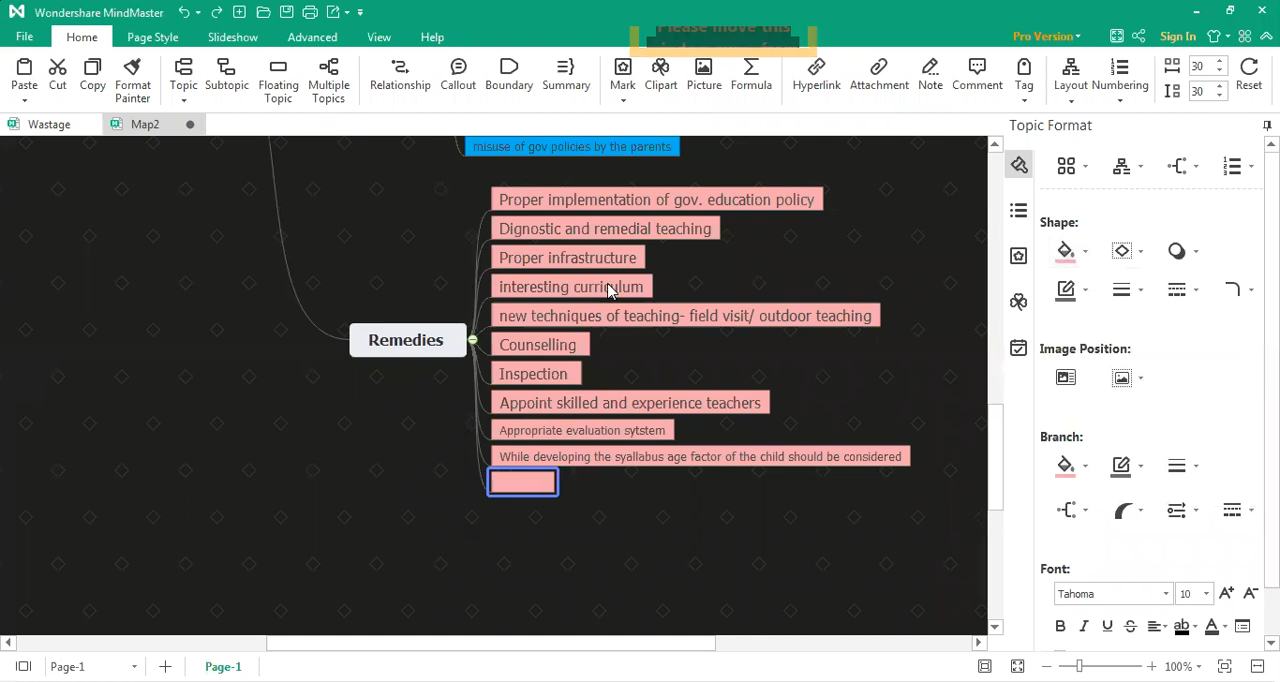 Wondershare MindMaster
File Home Page Style Slideshow Advanced View Help
Please move this
Pro Version Sign In
Paste Cut Copy Format Painter Topic Subtopic Floating Topic Multiple Topics Relationship Callout Boundary Summary Mark Clipart Picture Formula Hyperlink Attachment Note Comment Tag Layout Numbering 30 30 Reset
Wastage Map2
Topic Format
misuse of gov policies by the parents
Proper implementation of gov. education policy
Dignostic and remedial teaching
Proper infrastructure
interesting curriculum
new techniques of teaching- field visit/ outdoor teaching
Remedies
Counselling
Inspection
Appoint skilled and experience teachers
Appropriate evaluation sytstem
While developing the syallabus age factor of the child should be considered
Shape:
Image Position:
Branch:
Font:
Tahoma 10 A+ A-
B I U S ab A
Page-1 Page-1 100%